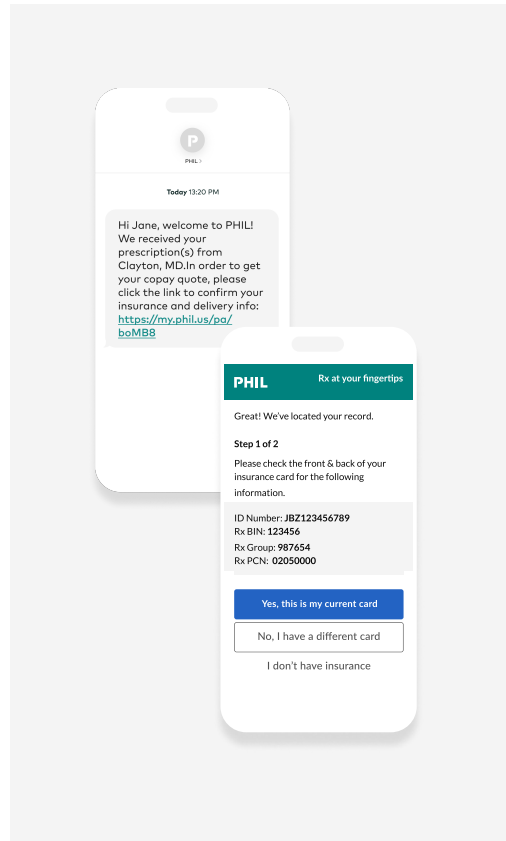 P
PHIL >
Today 13:20 PM
Hi Jane, welcome to PHIL!
We received your
prescription(s) from
Clayton, MD.In order to get
your copay quote, please
click the link to confirm your
insurance and delivery info:
https://my.phil.us/pa/
boMB8
PHIL
Rx at your fingertips
Great! We've located your record.
Step 1 of 2
Please check the front & back of your
insurance card for the following
information.
ID Number: JBZ123456789
Rx BIN: 123456
Rx Group: 987654
Rx PCN: 02050000
Yes, this is my current card
No, I have a different card
I don't have insurance